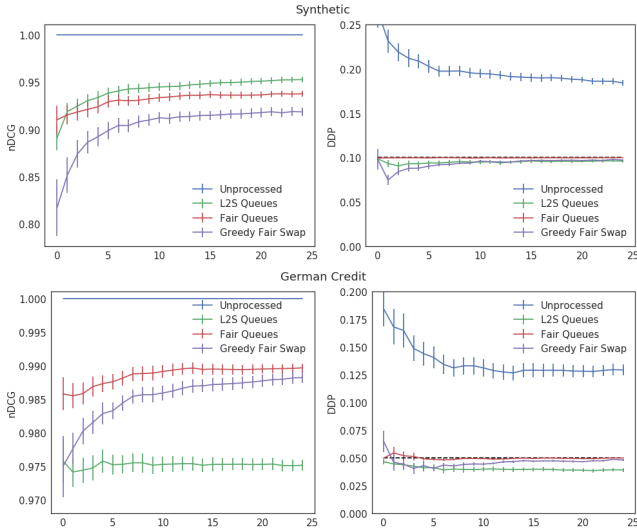 Synthetic
nDCG
1.00
0.95
0.90
0.85
0.80
0 5 10 15 20 25
Unprocessed
L2S Queues
Fair Queues
Greedy Fair Swap
DDP
0.25
0.20
0.15
0.10
0.05
0.00
0 5 10 15 20 25
Unprocessed
L2S Queues
Fair Queues
Greedy Fair Swap
German Credit
nDCG
1.000
0.995
0.990
0.985
0.980
0.975
0.970
0 5 10 15 20 25
Unprocessed
L2S Queues
Fair Queues
Greedy Fair Swap
DDP
0.200
0.175
0.150
0.125
0.100
0.075
0.050
0.025
0.000
0 5 10 15 20 25
Unprocessed
L2S Queues
Fair Queues
Greedy Fair Swap